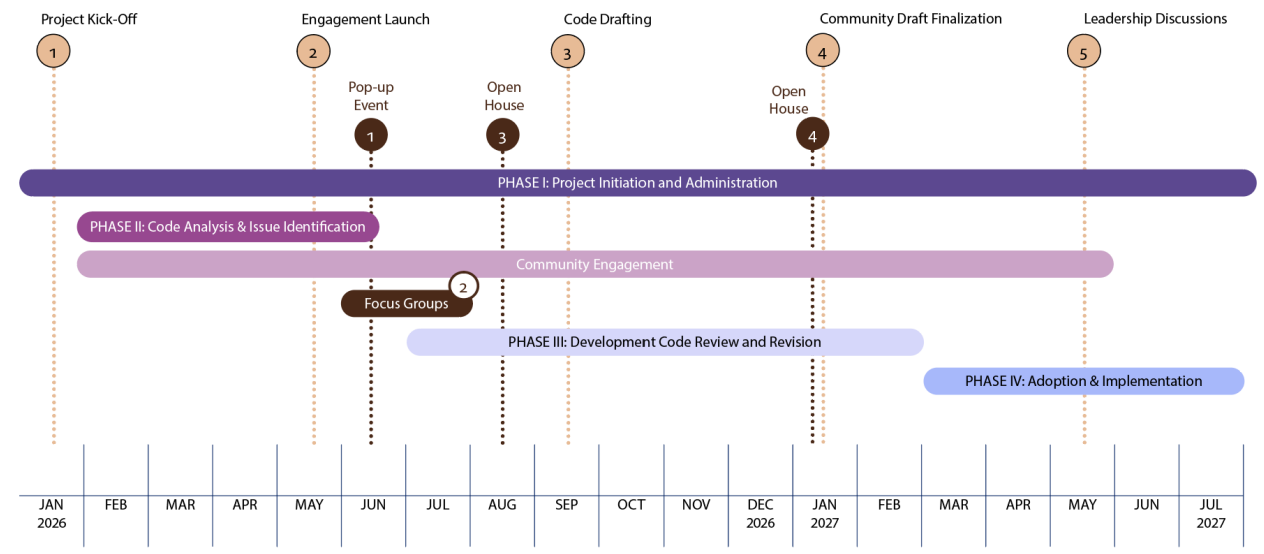 Project Kick-Off
Engagement Launch
Code Drafting
Community Draft Finalization
Leadership Discussions
1
2
3
4
5
Pop-up
Event
Open
House
Open
House
1
3
4
PHASE I: Project Initiation and Administration
PHASE II: Code Analysis & Issue Identification
Community Engagement
2
Focus Groups
PHASE III: Development Code Review and Revision
PHASE IV: Adoption & Implementation
JAN
2026
FEB
MAR
APR
MAY
JUN
JUL
AUG
SEP
OCT
NOV
DEC
2026
JAN
2027
FEB
MAR
APR
MAY
JUN
JUL
2027